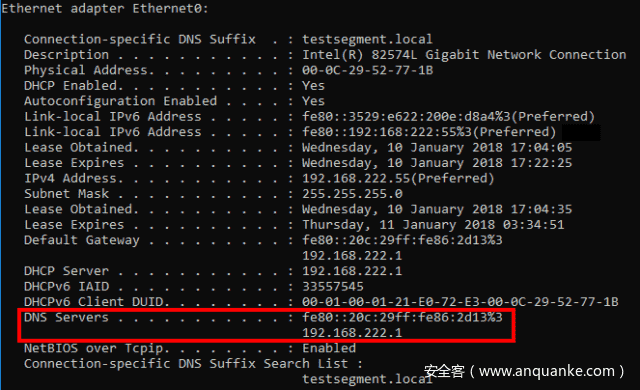 Ethernet adapter Ethernet0:
Connection-specific DNS Suffix  . : testsegment.local
Description . . . . . . . . . . . : Intel(R) 82574L Gigabit Network Connection
Physical Address. . . . . . . . . : 00-0C-29-52-77-1B
DHCP Enabled. . . . . . . . . . . : Yes
Autoconfiguration Enabled . . . . : Yes
Link-local IPv6 Address . . . . . : fe80::3529:e622:200e:d8a4%3(Preferred)
Link-local IPv6 Address . . . . . : fe80::192:168:222:55%3(Preferred)
Lease Obtained. . . . . . . . . . : Wednesday, 10 January 2018 17:04:05
Lease Expires . . . . . . . . . . : Wednesday, 10 January 2018 17:22:25
IPv4 Address. . . . . . . . . . . : 192.168.222.55(Preferred)
Subnet Mask . . . . . . . . . . . : 255.255.255.0
Lease Obtained. . . . . . . . . . : Wednesday, 10 January 2018 17:04:35
Lease Expires . . . . . . . . . . : Thursday, 11 January 2018 03:34:51
Default Gateway . . . . . . . . . : fe80::20c:29ff:fe86:2d13%3
192.168.222.1
DHCP Server . . . . . . . . . . . : 192.168.222.1
DHCPv6 IAID . . . . . . . . . . . : 33557545
DHCPv6 Client DUID. . . . . . . . : 00-01-00-01-21-E0-72-E3-00-0C-29-52-77-1B
DNS Servers . . . . . . . . . . . : fe80::20c:29ff:fe86:2d13%3
192.168.222.1
NetBIOS over Tcpip. . . . . . . . : Enabled
Connection-specific DNS Suffix Search List :
testsegment.local
安全客（www.anquanke.com）